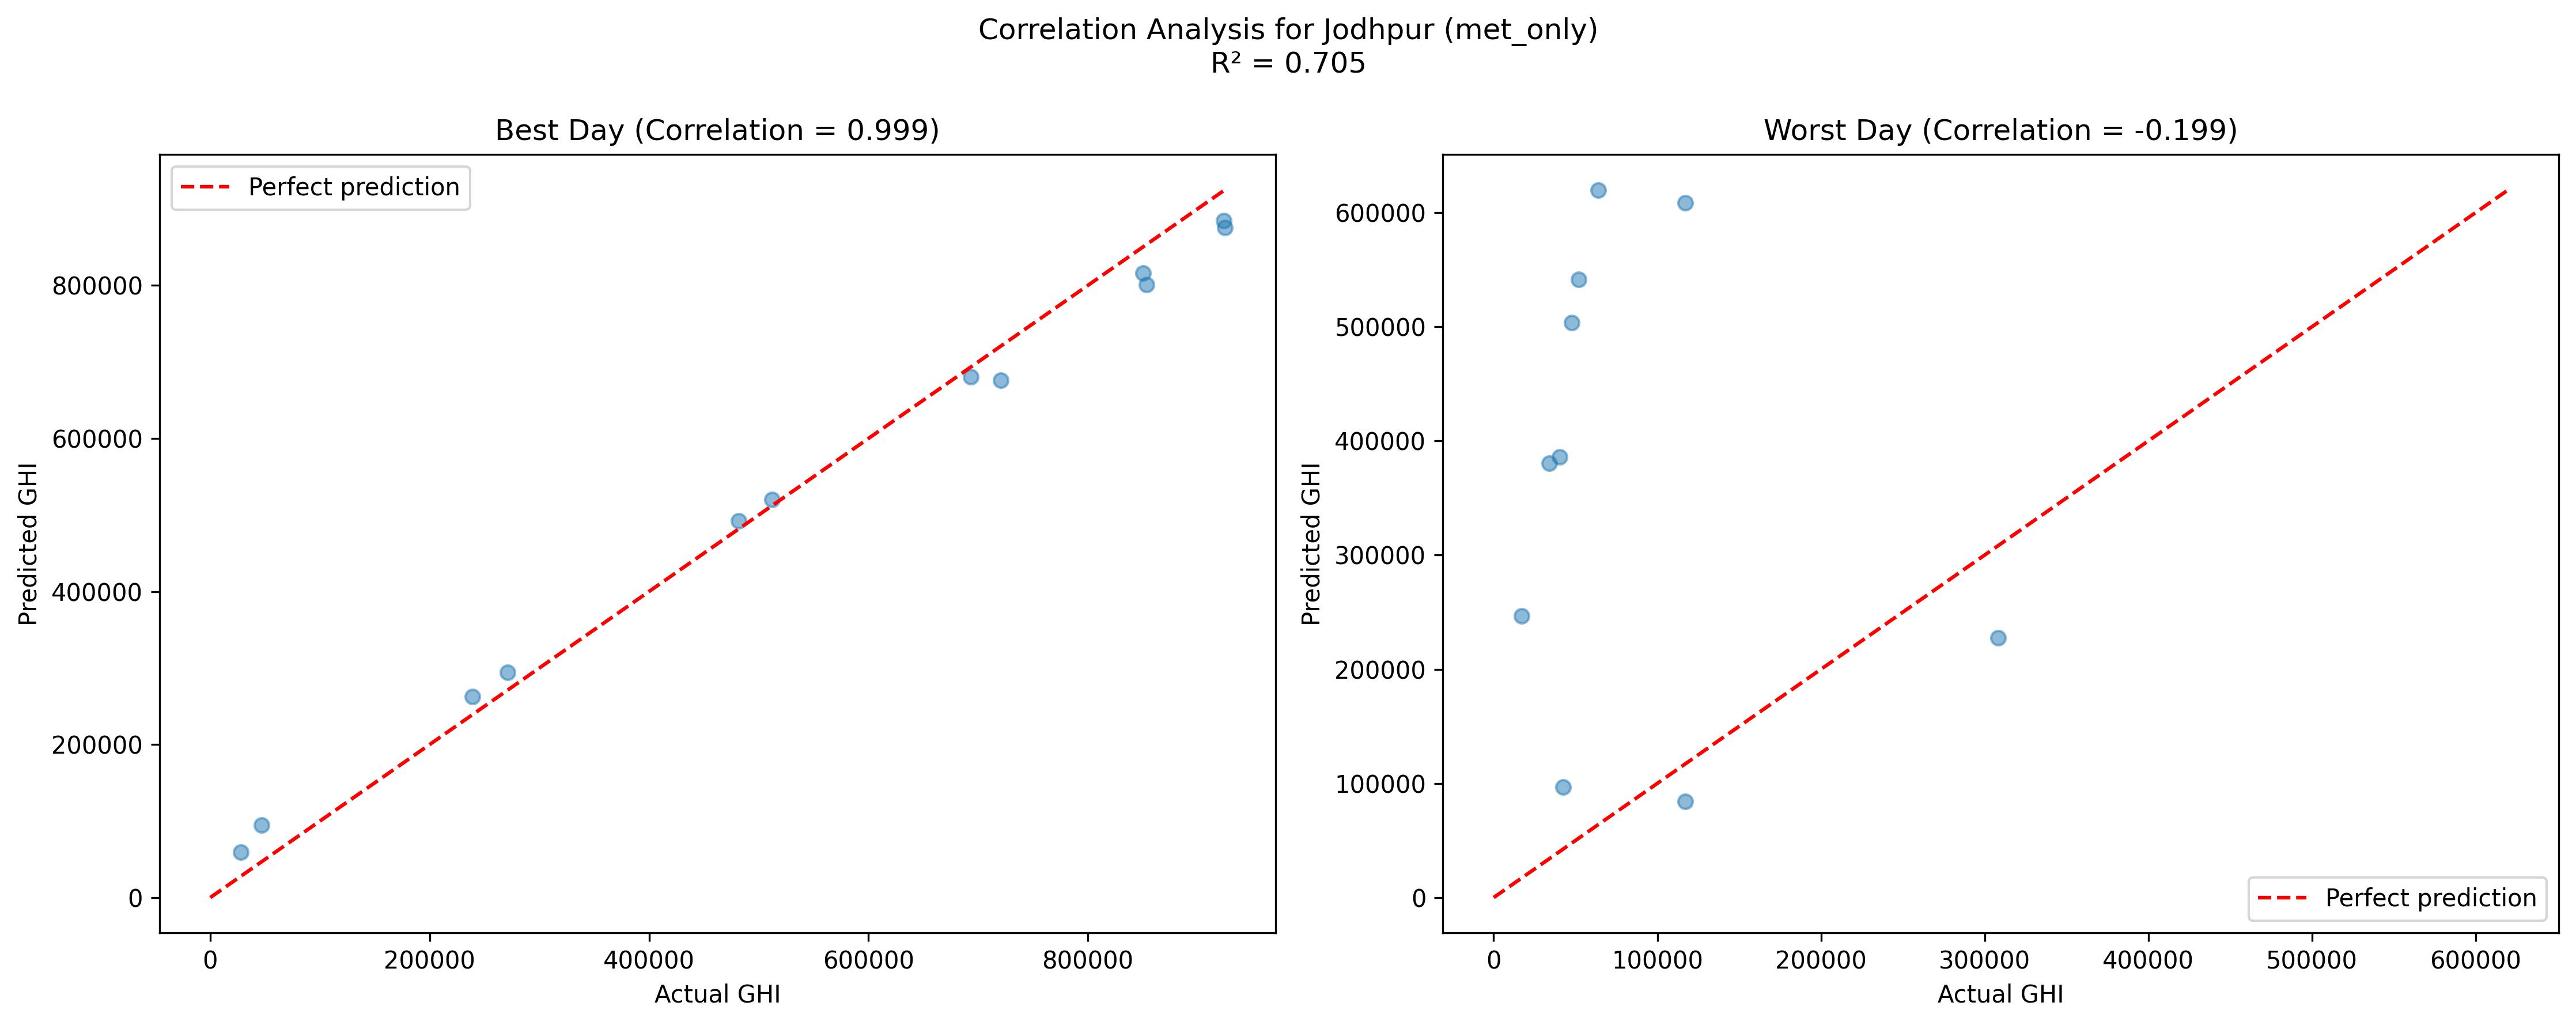 Correlation Analysis for Jodhpur (met_only)
R² = 0.705
Best Day (Correlation = 0.999)
Perfect prediction
Predicted GHI
800000
600000
400000
200000
0
0 200000 400000 600000 800000
Actual GHI
Worst Day (Correlation = -0.199)
Predicted GHI
600000
500000
400000
300000
200000
100000
0
Perfect prediction
0 100000 200000 300000 400000 500000 600000
Actual GHI